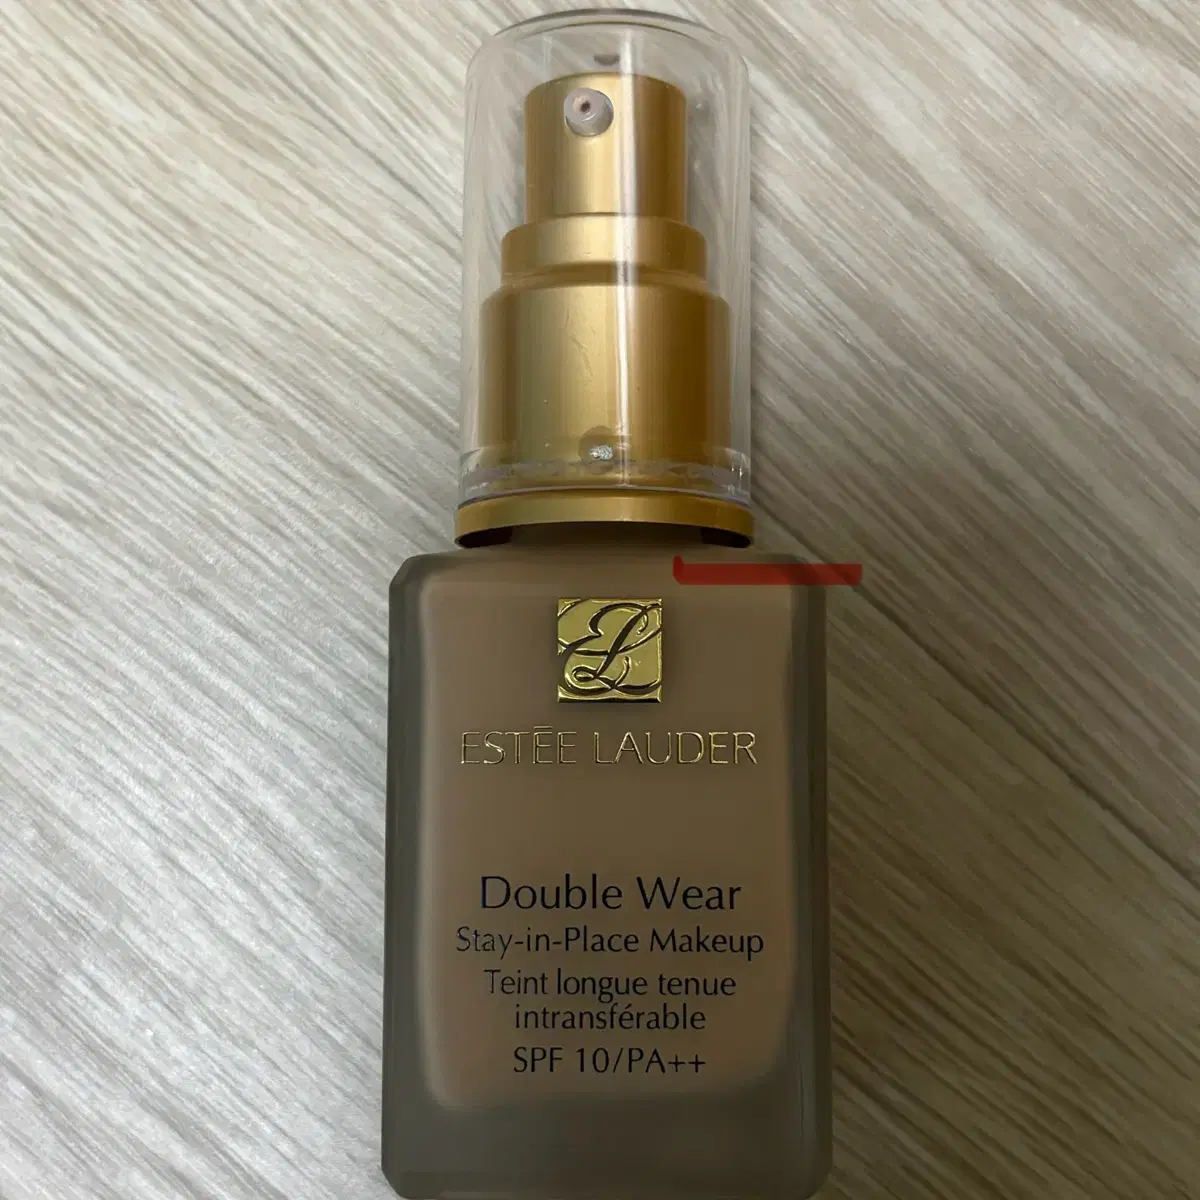 EL
ESTĒE LAUDER
Double Wear
Stay-in-Place Makeup
Teint longue tenue
intransférable
SPF 10/PA++